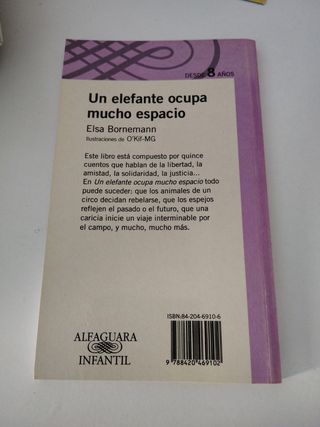 DESDE 8 AÑOS
Un elefante ocupa
mucho espacio
Elsa Bornemann
Ilustraciones de O'Kif-MG
Este libro está compuesto por quince
cuentos que hablan de la libertad, la
amistad, la solidaridad, la justicia...
En Un elefante ocupa mucho espacio todo
puede suceder: que los animales de un
circo decidan rebelarse, que los espejos
reflejen el pasado o el futuro, que una
caricia inicie un viaje interminable por
el campo, y mucho, mucho más.
ALFAGUARA
INFANTIL
ISBN:84-204-6910-6
9 788420 469102